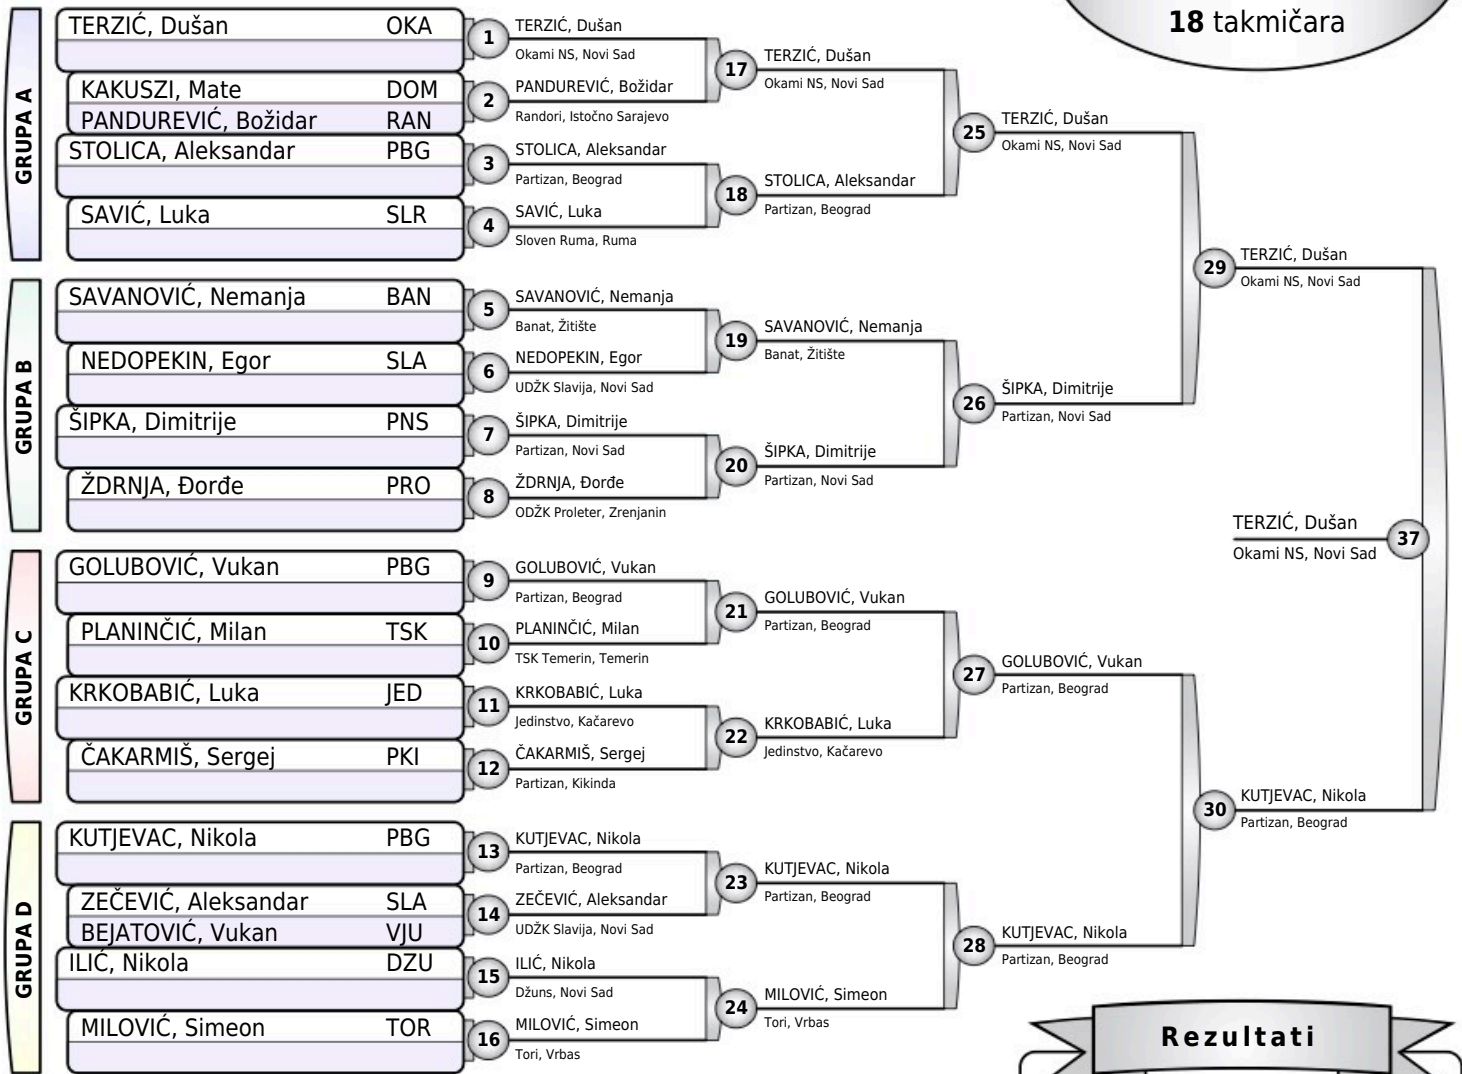 18 takmičara
GRUPA A
TERZIĆ, Dušan OKA
KAKUSZI, Mate DOM
PANDUREVIĆ, Božidar RAN
STOLICA, Aleksandar PBG
SAVIĆ, Luka SLR
GRUPA B
SAVANOVIĆ, Nemanja BAN
NEDOPEKIN, Egor SLA
ŠIPKA, Dimitrije PNS
ŽDRNJA, Đorđe PRO
GRUPA C
GOLUBOVIĆ, Vukan PBG
PLANINČIĆ, Milan TSK
KRKOBABIĆ, Luka JED
ČAKARMIŠ, Sergej PKI
GRUPA D
KUTJEVAC, Nikola PBG
ZEČEVIĆ, Aleksandar SLA
BEJATOVIĆ, Vukan VJU
ILIĆ, Nikola DZU
MILOVIĆ, Simeon TOR
1 TERZIĆ, Dušan
Okami NS, Novi Sad
2 PANDUREVIĆ, Božidar
Randori, Istočno Sarajevo
3 STOLICA, Aleksandar
Partizan, Beograd
4 SAVIĆ, Luka
Sloven Ruma, Ruma
5 SAVANOVIĆ, Nemanja
Banat, Žitište
6 NEDOPEKIN, Egor
UDŽK Slavija, Novi Sad
7 ŠIPKA, Dimitrije
Partizan, Novi Sad
8 ŽDRNJA, Đorđe
ODŽK Proleter, Zrenjanin
9 GOLUBOVIĆ, Vukan
Partizan, Beograd
10 PLANINČIĆ, Milan
TSK Temerin, Temerin
11 KRKOBABIĆ, Luka
Jedinstvo, Kačarevo
12 ČAKARMIŠ, Sergej
Partizan, Kikinda
13 KUTJEVAC, Nikola
Partizan, Beograd
14 ZEČEVIĆ, Aleksandar
UDŽK Slavija, Novi Sad
15 ILIĆ, Nikola
Džuns, Novi Sad
16 MILOVIĆ, Simeon
Tori, Vrbas
17 TERZIĆ, Dušan
Okami NS, Novi Sad
18 STOLICA, Aleksandar
Partizan, Beograd
19 SAVANOVIĆ, Nemanja
Banat, Žitište
20 ŠIPKA, Dimitrije
Partizan, Novi Sad
21 GOLUBOVIĆ, Vukan
Partizan, Beograd
22 KRKOBABIĆ, Luka
Jedinstvo, Kačarevo
23 KUTJEVAC, Nikola
Partizan, Beograd
24 MILOVIĆ, Simeon
Tori, Vrbas
25 TERZIĆ, Dušan
Okami NS, Novi Sad
26 ŠIPKA, Dimitrije
Partizan, Novi Sad
27 GOLUBOVIĆ, Vukan
Partizan, Beograd
28 KUTJEVAC, Nikola
Partizan, Beograd
29 TERZIĆ, Dušan
Okami NS, Novi Sad
30 KUTJEVAC, Nikola
Partizan, Beograd
TERZIĆ, Dušan
Okami NS, Novi Sad 37
Rezultati